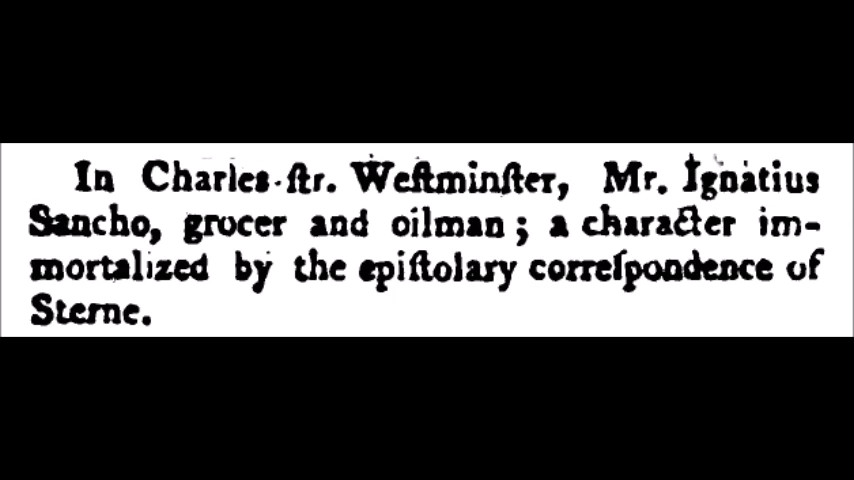 In Charles-ſtr. Weſtminſter, Mr. Ignatius
Sancho, grocer and oilman; a character im-
mortalized by the epiſtolary correſpondence of
Sterne.